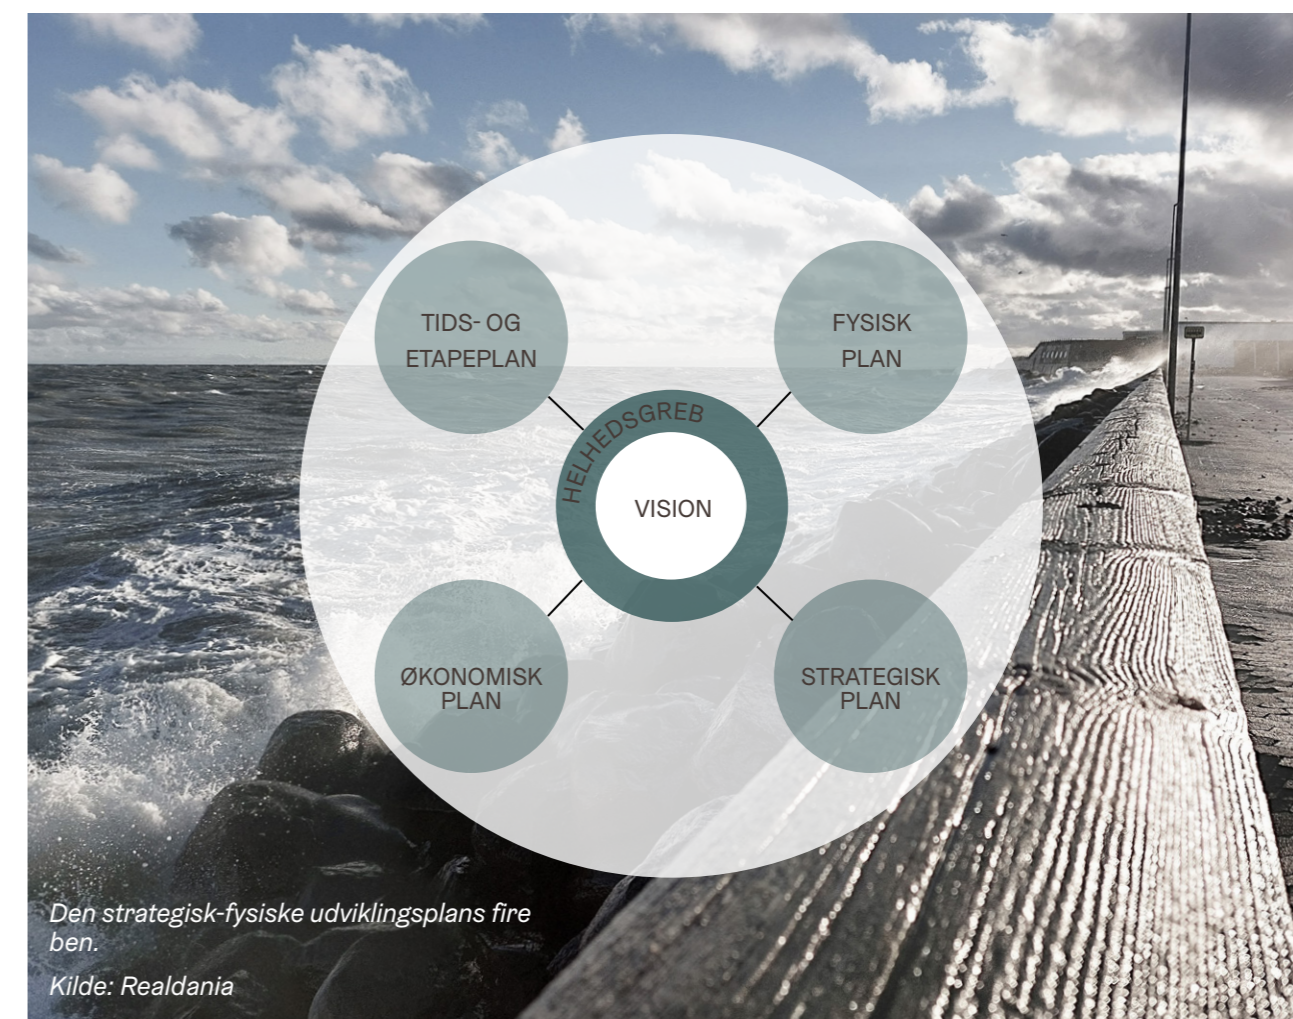 TIDS- OG
ETAPEPLAN
FYSISK
PLAN
HELHEDSGREB
VISION
ØKONOMISK
PLAN
STRATEGISK
PLAN
Den strategisk-fysiske udviklingsplans fire
ben.
Kilde: Realdania